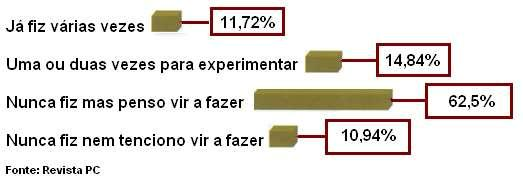 Já fiz várias vezes 11,72%
Uma ou duas vezes para experimentar 14,84%
Nunca fiz mas penso vir a fazer 62,5%
Nunca fiz nem tenciono vir a fazer 10,94%
Fonte: Revista PC